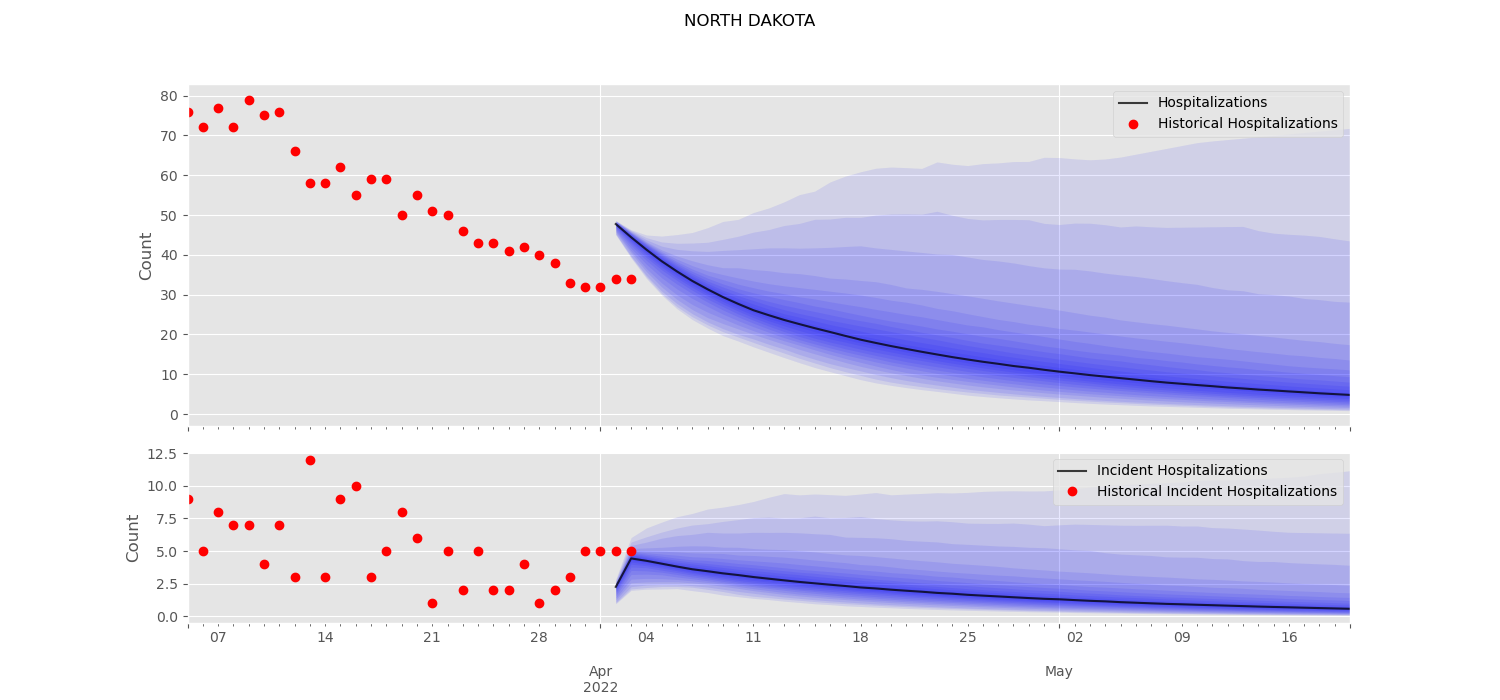 NORTH DAKOTA
80
70
60
50
40
30
20
10
0
Count
Hospitalizations
Historical Hospitalizations
12.5
10.0
7.5
5.0
2.5
0.0
Count
Incident Hospitalizations
Historical Incident Hospitalizations
07 14 21 28 04 11 18 25 02 09 16
Apr May
2022